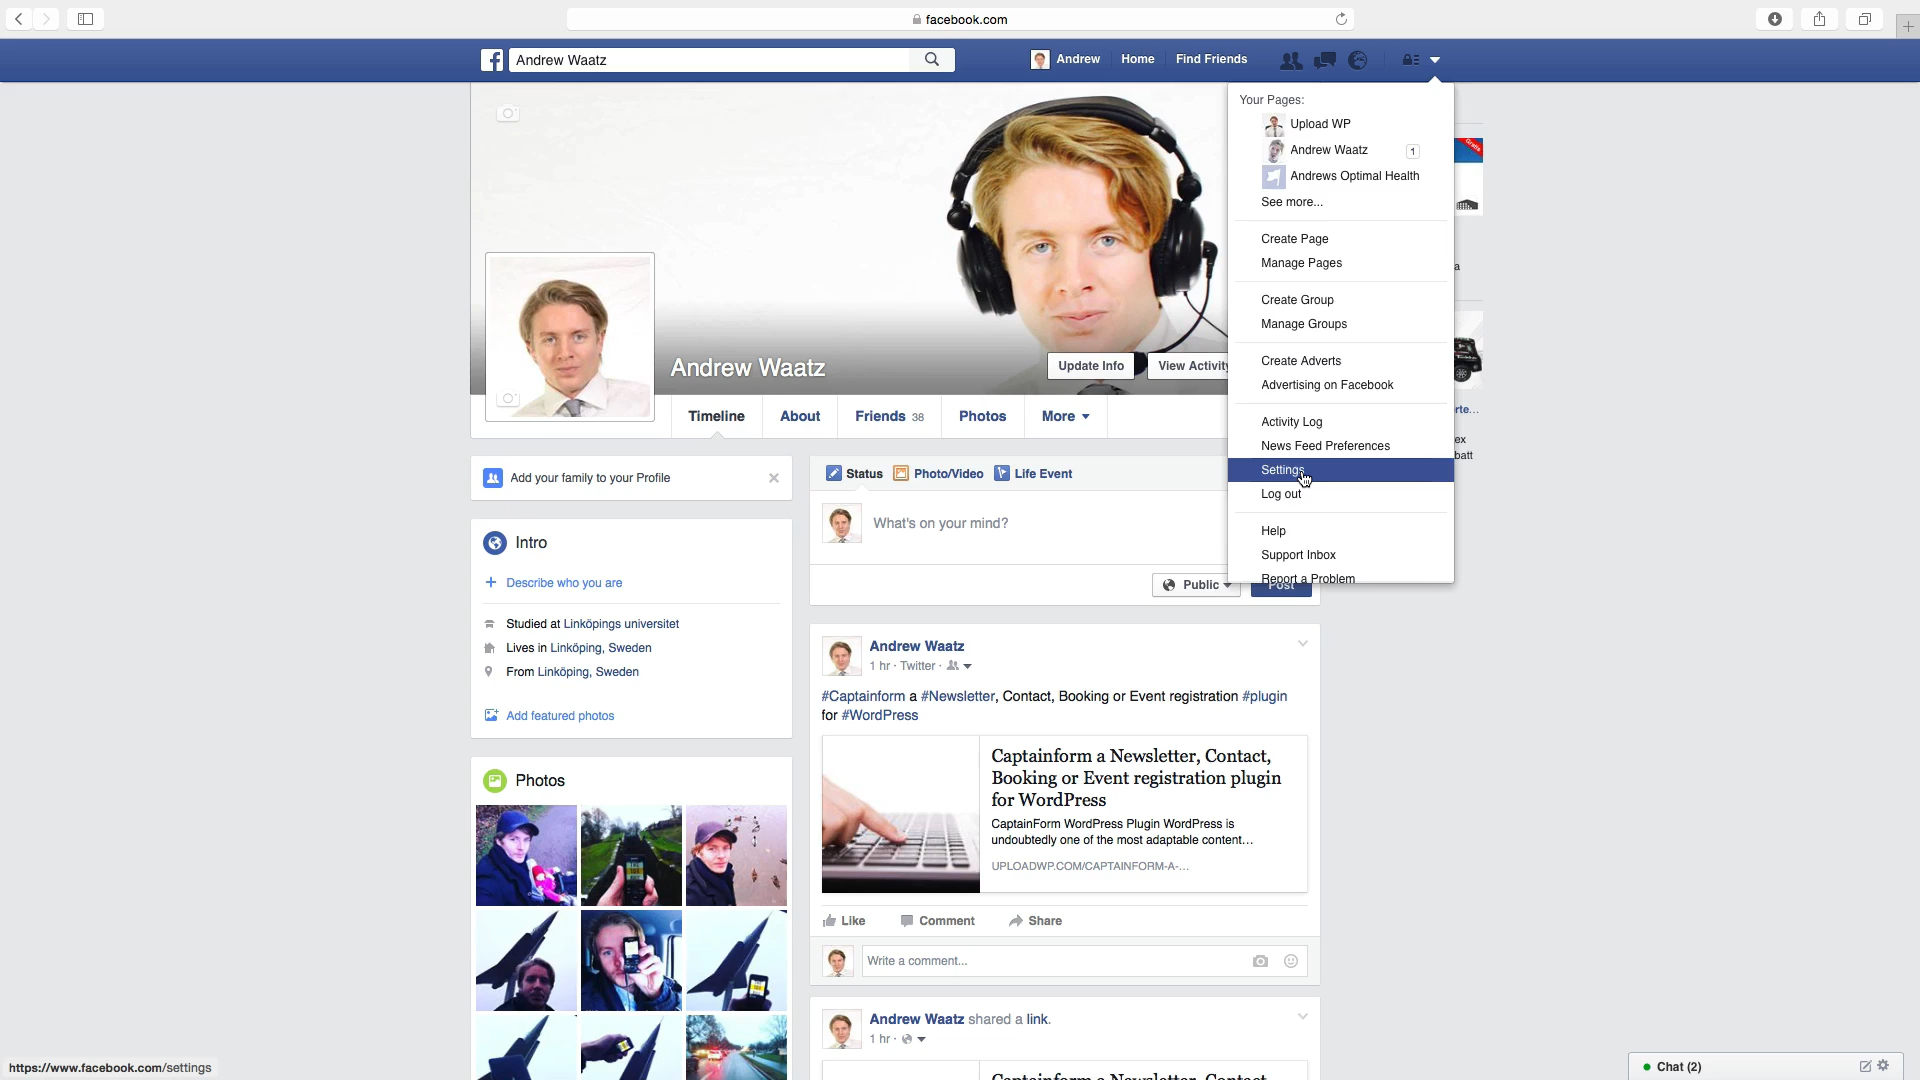 facebook.com
Andrew Waatz
Andrew
Home
Find Friends
Your Pages:
Upload WP
Andrew Waatz 1
Andrews Optimal Health
See more...
Create Page
Manage Pages
Create Group
Manage Groups
Create Adverts
Advertising on Facebook
Activity Log
News Feed Preferences
Settings
Log out
Help
Support Inbox
Report a Problem
Gratis
a
rte...
ex
batt
Andrew Waatz
Update Info
View Activity
Timeline
About
Friends 38
Photos
More
Add your family to your Profile
Intro
Describe who you are
Studied at Linköpings universitet
Lives in Linköping, Sweden
From Linköping, Sweden
Add featured photos
Photos
Status
Photo/Video
Life Event
What's on your mind?
Public
Post
Andrew Waatz
1 hr · Twitter ·
#Captainform a #Newsletter, Contact, Booking or Event registration #plugin
for #WordPress
Captainform a Newsletter, Contact,
Booking or Event registration plugin
for WordPress
CaptainForm WordPress Plugin WordPress is
undoubtedly one of the most adaptable content...
UPLOADWP.COM/CAPTAINFORM-A-...
Like
Comment
Share
Write a comment...
Andrew Waatz shared a link.
1 hr ·
Captainform a Newsletter, Contact
https://www.facebook.com/settings
Chat (2)